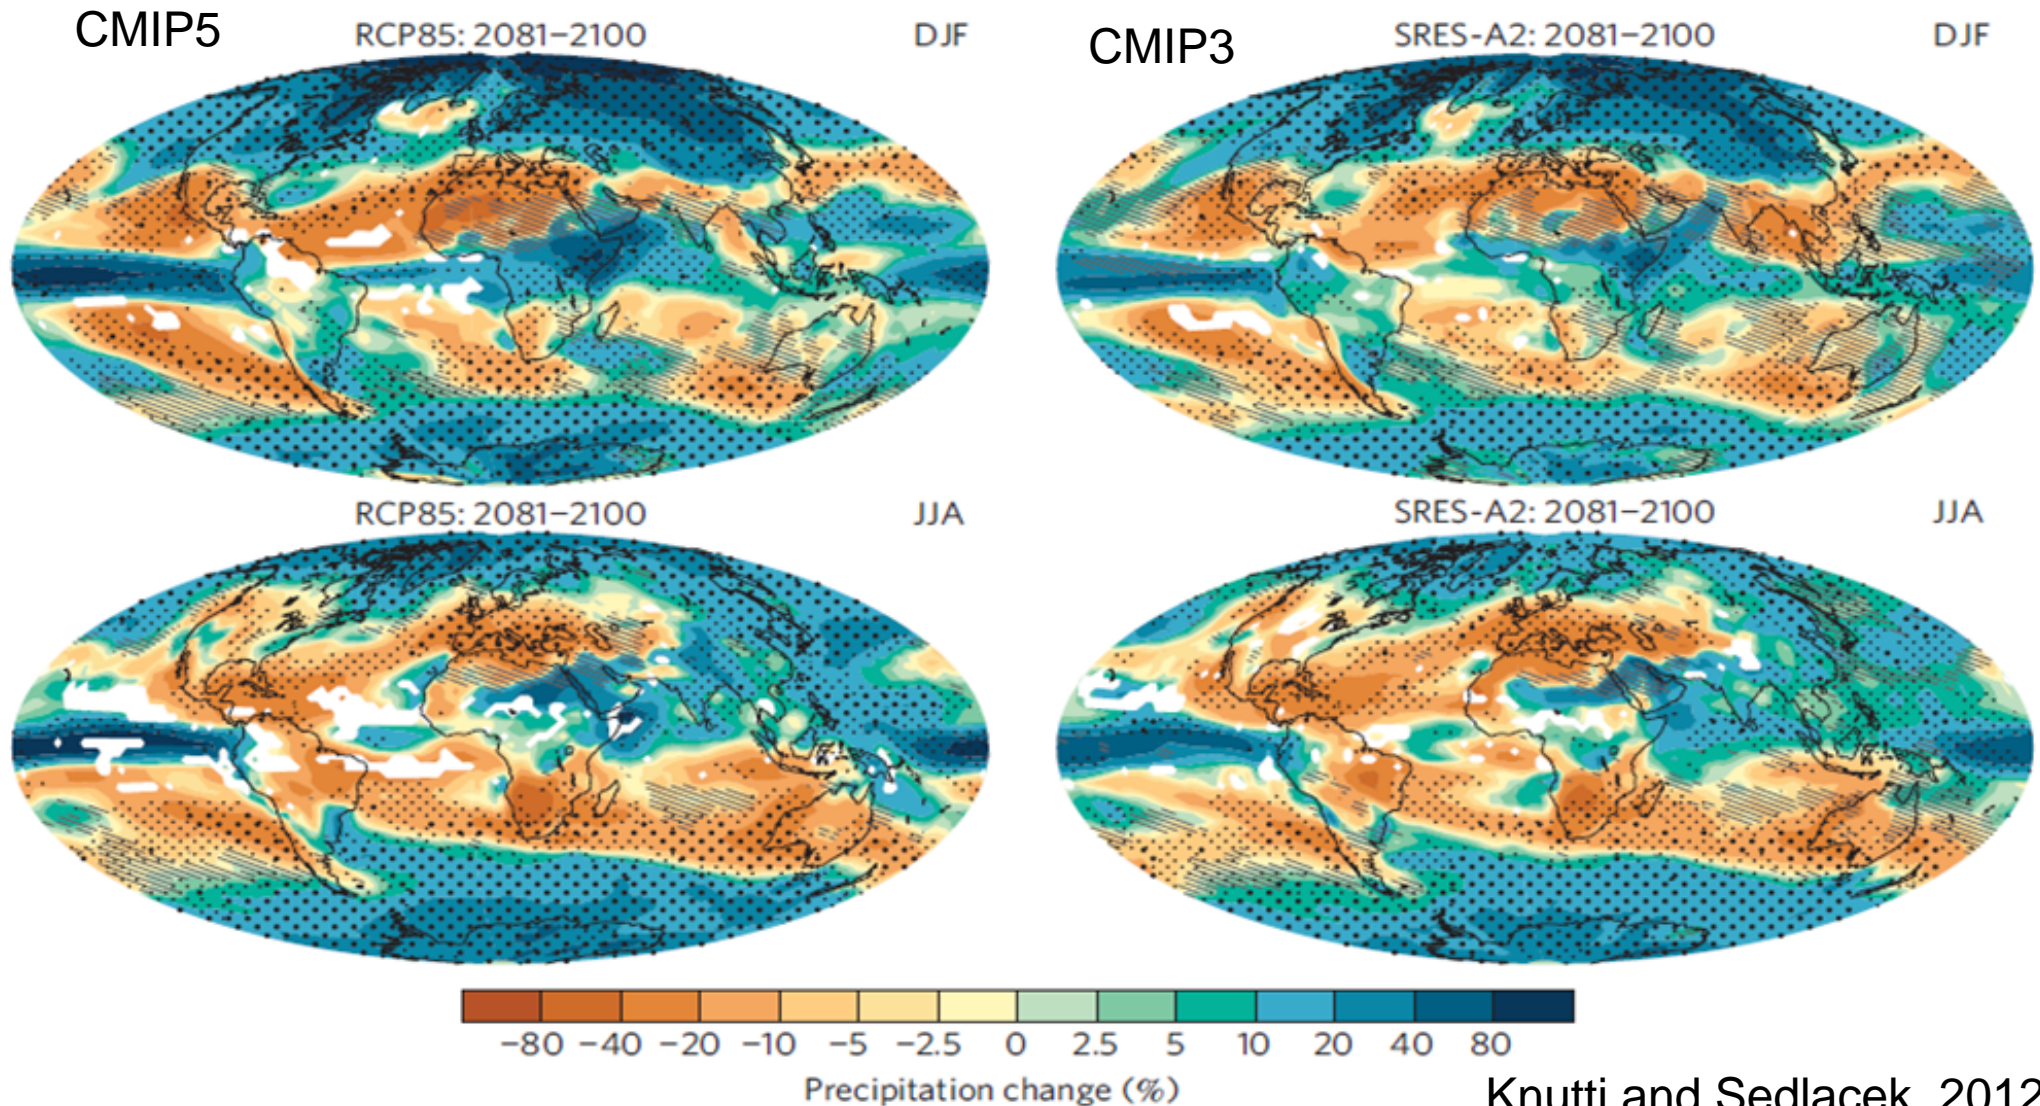 CMIP5
RCP85: 2081–2100
DJF
CMIP3
SRES-A2: 2081–2100
DJF
RCP85: 2081–2100
JJA
SRES-A2: 2081–2100
JJA
−80 −40 −20 −10 −5 −2.5 0 2.5 5 10 20 40 80
Precipitation change (%)
Knutti and Sedlacek, 2012